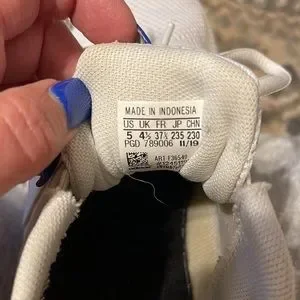 MADE IN INDONESIA
US UK FR JP CHN
5 4½ 37⅓ 235 230
PGD 789006 11/19